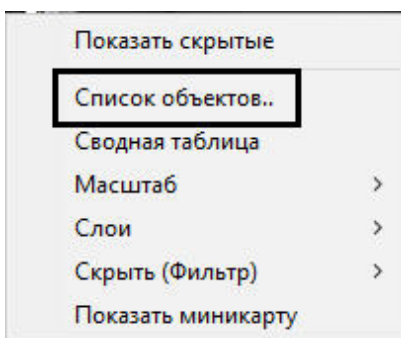 Показать скрытые
Список объектов..
Сводная таблица
Масштаб
Слои
Скрыть (Фильтр)
Показать миникарту